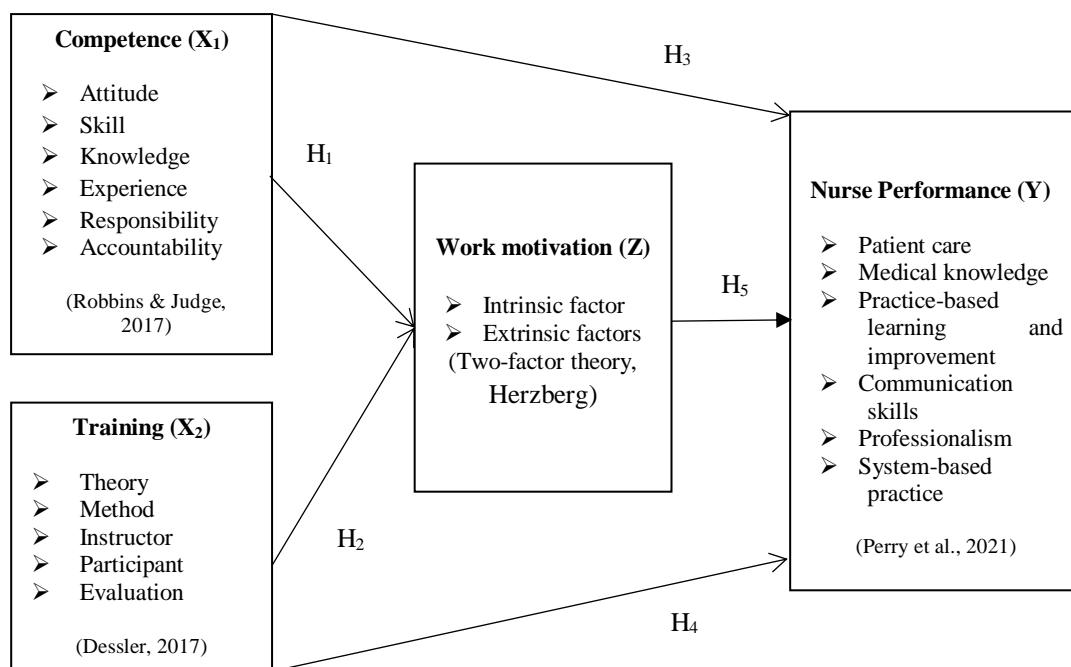 Competence (X₁)
➢ Attitude
➢ Skill
➢ Knowledge
➢ Experience
➢ Responsibility
➢ Accountability
(Robbins & Judge,
2017)
Training (X₂)
➢ Theory
➢ Method
➢ Instructor
➢ Participant
➢ Evaluation
(Dessler, 2017)
H₁
H₂
Work motivation (Z)
➢ Intrinsic factor
➢ Extrinsic factors
(Two-factor theory,
Herzberg)
H₃
H₅
H₄
Nurse Performance (Y)
➢ Patient care
➢ Medical knowledge
➢ Practice-based
learning and
improvement
➢ Communication
skills
➢ Professionalism
➢ System-based
practice
(Perry et al., 2021)